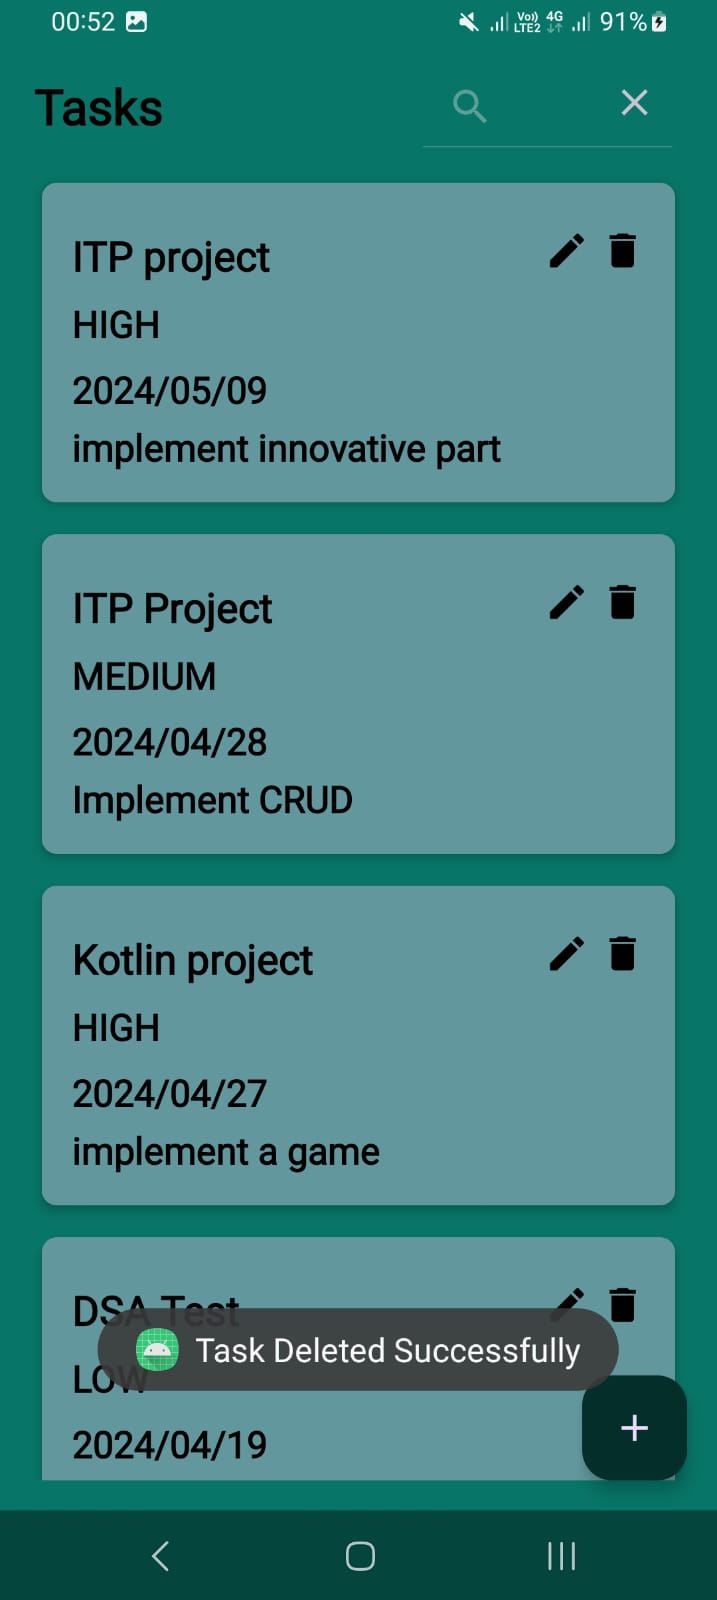 00:52 Vo)) LTE2 4G 91%
Tasks
ITP project
HIGH
2024/05/09
implement innovative part
ITP Project
MEDIUM
2024/04/28
Implement CRUD
Kotlin project
HIGH
2024/04/27
implement a game
DSA Test
Task Deleted Successfully
LOW
2024/04/19